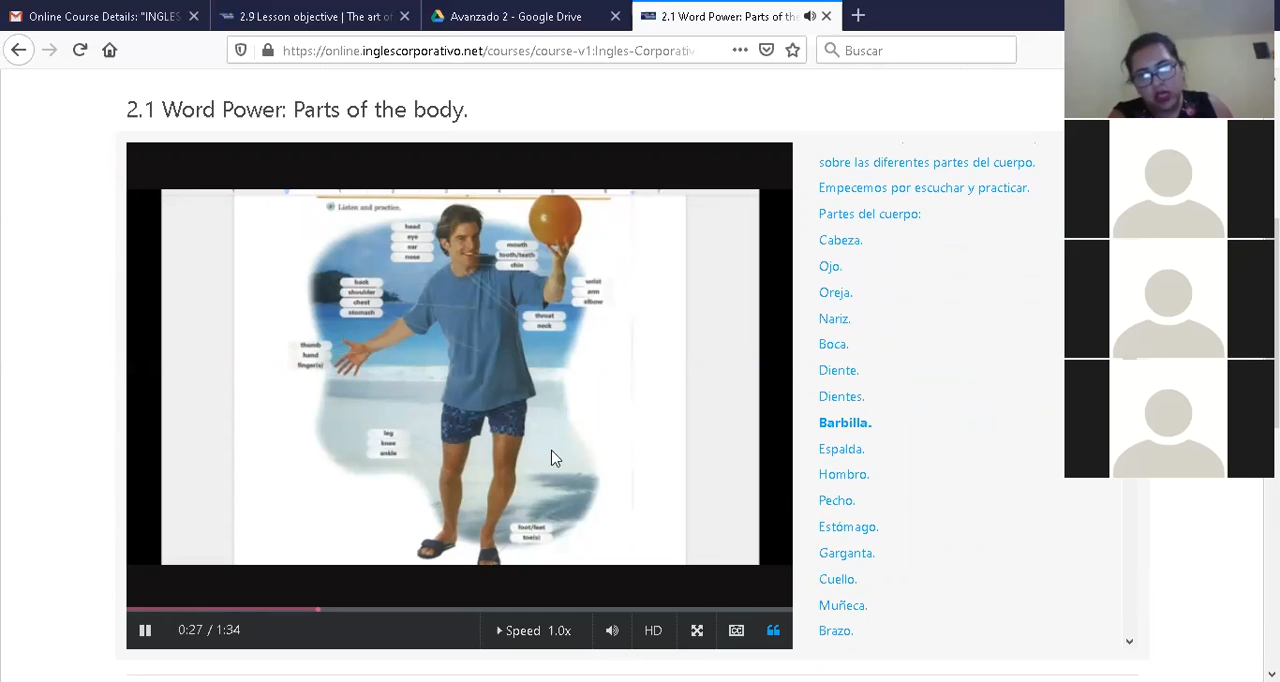 Online Course Details: "INGLES
2.9 Lesson objective | The art of
Avanzado 2 - Google Drive
2.1 Word Power: Parts of the
https://online.inglescorporativo.net/courses/course-v1:Ingles-Corporativ
Buscar
2.1 Word Power: Parts of the body.
Listen and practice.
head
eye
ear
nose
mouth
tooth/teeth
chin
back
shoulder
chest
stomach
wrist
arm
elbow
throat
neck
thumb
hand
finger(s)
leg
knee
ankle
foot/feet
toe(s)
0:27 / 1:34
Speed 1.0x
HD
sobre las diferentes partes del cuerpo.
Empecemos por escuchar y practicar.
Partes del cuerpo:
Cabeza.
Ojo.
Oreja.
Nariz.
Boca.
Diente.
Dientes.
Barbilla.
Espalda.
Hombro.
Pecho.
Estómago.
Garganta.
Cuello.
Muñeca.
Brazo.